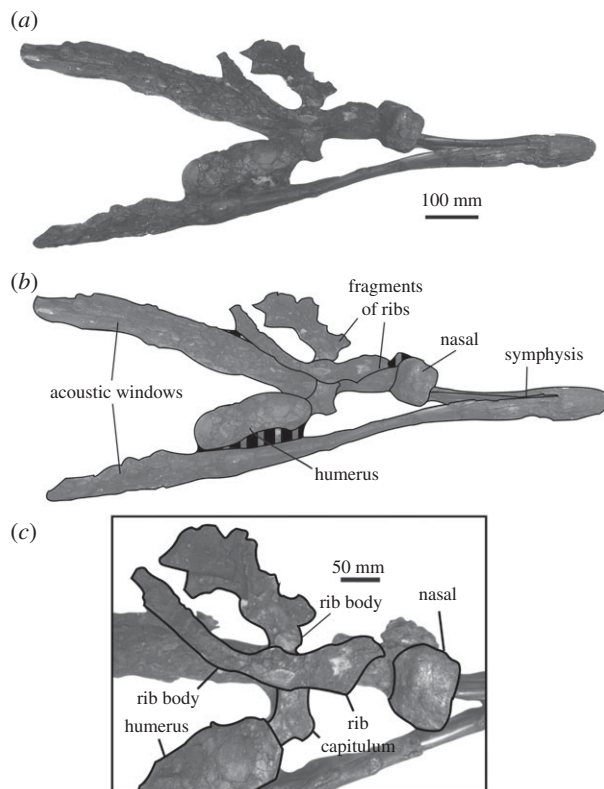 (a)
100 mm
(b)
fragments
of ribs
nasal
symphysis
acoustic windows
humerus
(c)
50 mm
rib body
nasal
rib body
humerus
rib
capitulum